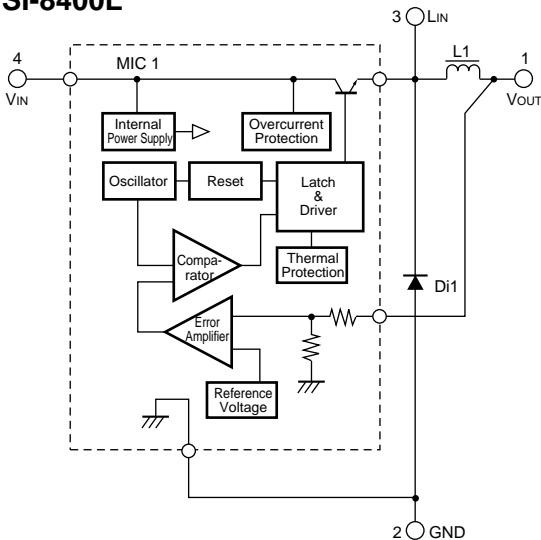 SI-8400L
3 LIN
4
MIC 1
L1
1
VIN
VOUT
Internal
Power Supply
Overcurrent
Protection
Oscillator
Reset
Latch
&
Driver
Compa-
rator
Thermal
Protection
Di1
Error
Amplifier
Reference
Voltage
2 GND